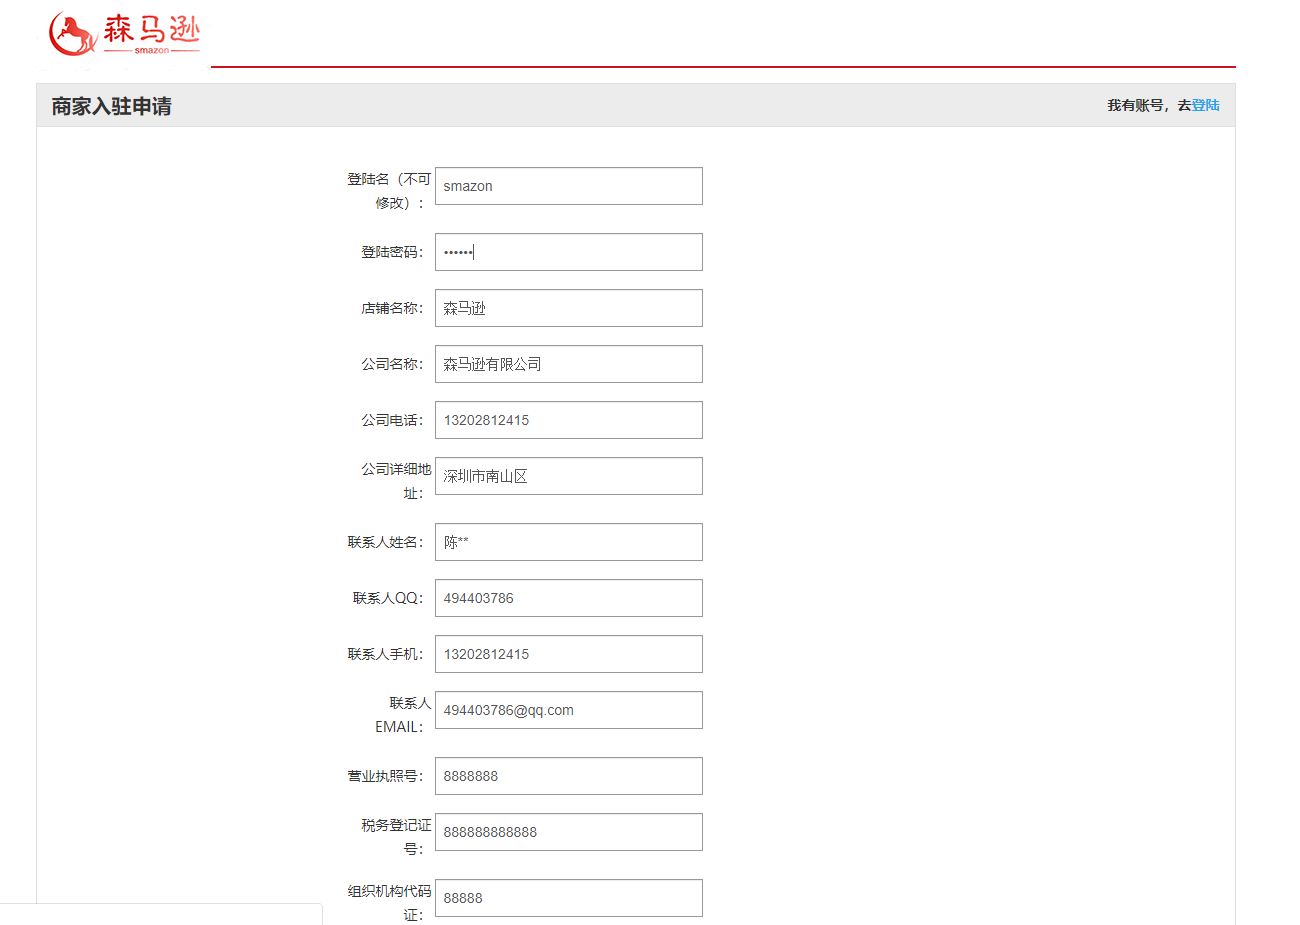 森马逊
smazon
商家入驻申请
我有账号，去登陆
登陆名（不可修改）： smazon
登陆密码： ••••••
店铺名称： 森马逊
公司名称： 森马逊有限公司
公司电话： 13202812415
公司详细地址： 深圳市南山区
联系人姓名： 陈**
联系人QQ： 494403786
联系人手机： 13202812415
联系人EMAIL： 494403786@qq.com
营业执照号： 8888888
税务登记证号： 888888888888
组织机构代码证： 88888